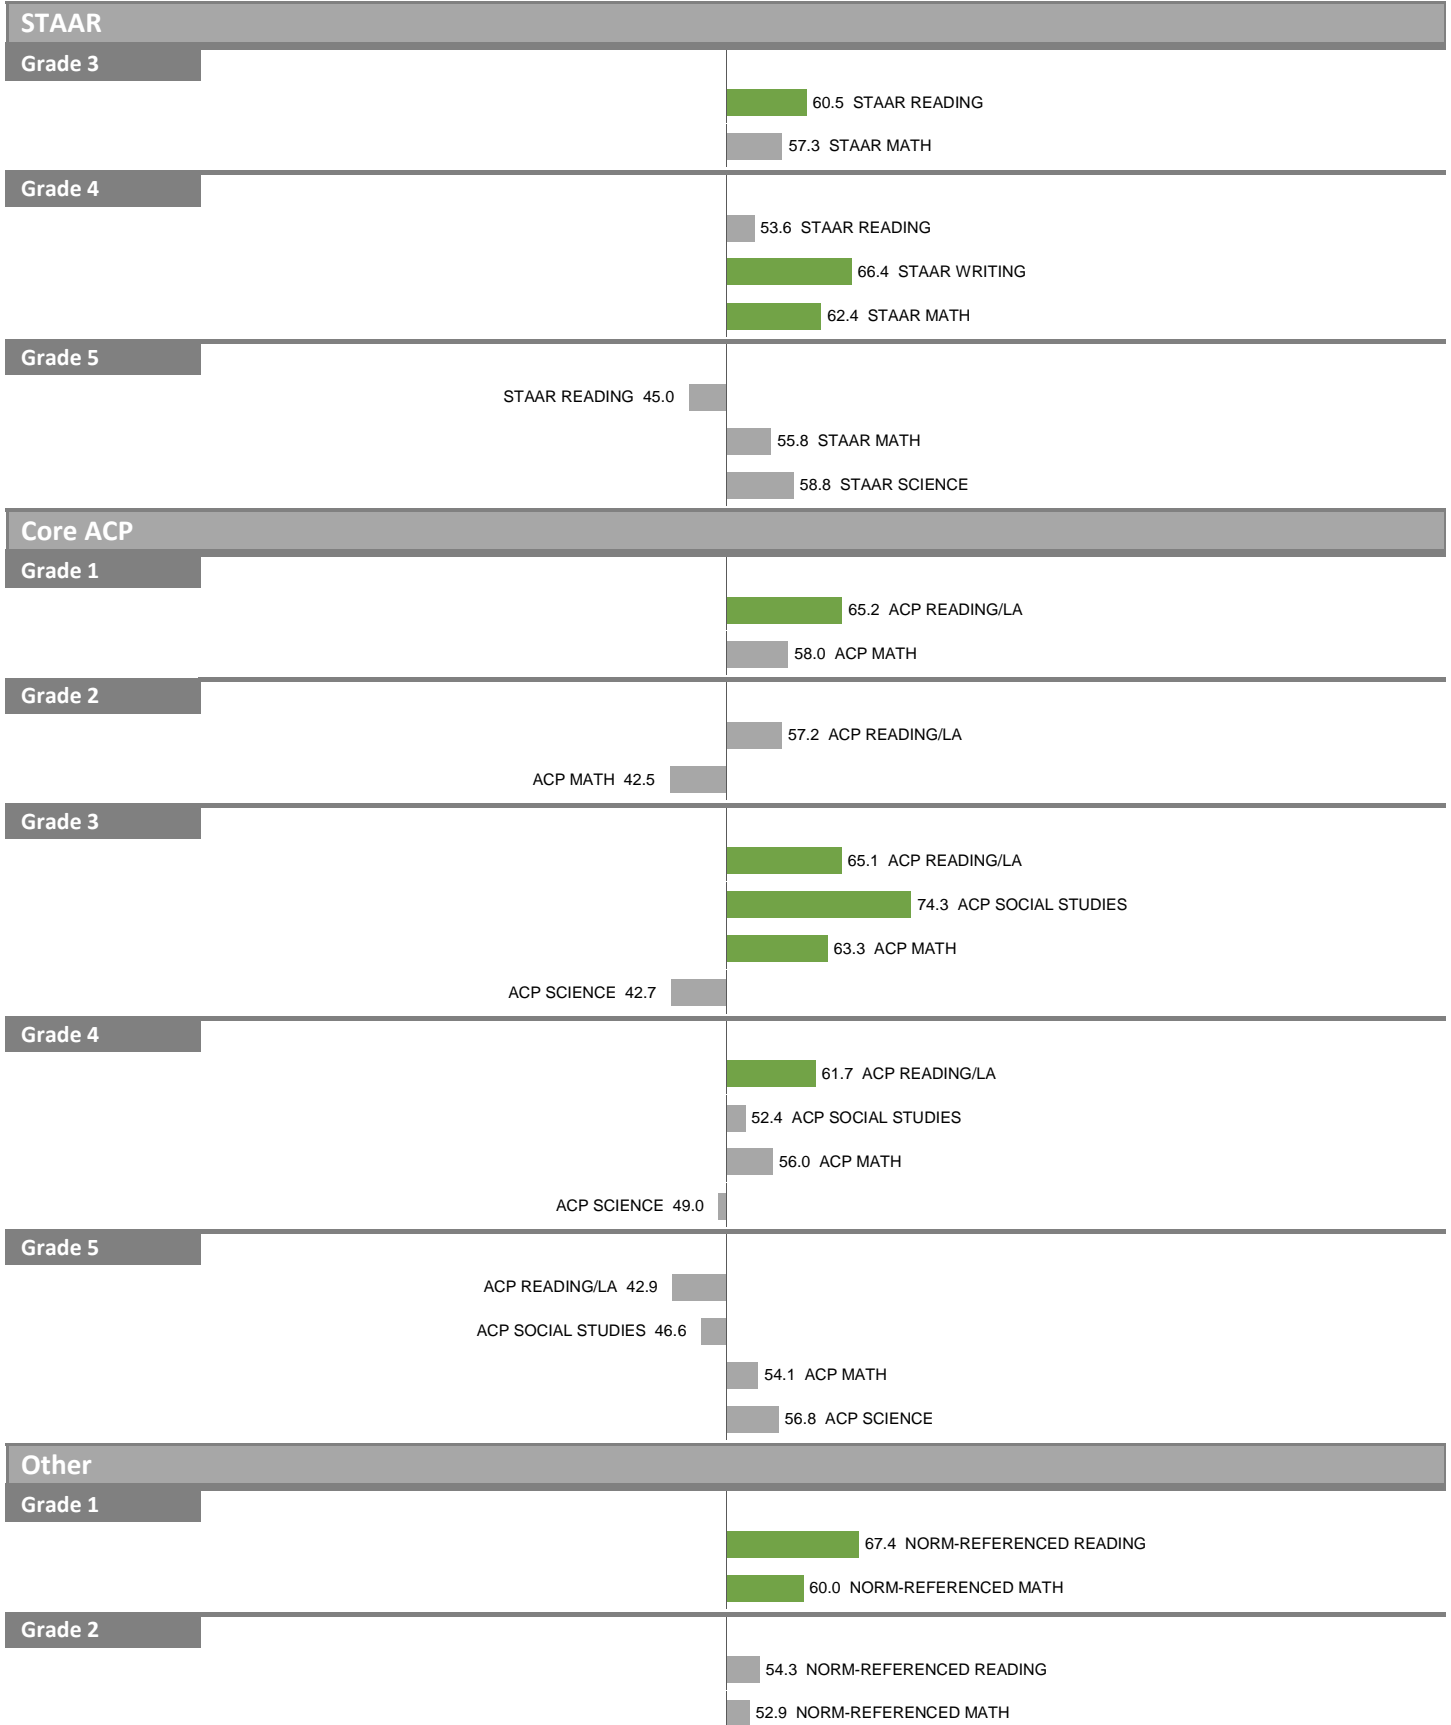 STAAR
Grade 3
60.5 STAAR READING
57.3 STAAR MATH
Grade 4
53.6 STAAR READING
66.4 STAAR WRITING
62.4 STAAR MATH
Grade 5
STAAR READING 45.0
55.8 STAAR MATH
58.8 STAAR SCIENCE
Core ACP
Grade 1
65.2 ACP READING/LA
58.0 ACP MATH
Grade 2
57.2 ACP READING/LA
ACP MATH 42.5
Grade 3
65.1 ACP READING/LA
74.3 ACP SOCIAL STUDIES
63.3 ACP MATH
ACP SCIENCE 42.7
Grade 4
61.7 ACP READING/LA
52.4 ACP SOCIAL STUDIES
56.0 ACP MATH
ACP SCIENCE 49.0
Grade 5
ACP READING/LA 42.9
ACP SOCIAL STUDIES 46.6
54.1 ACP MATH
56.8 ACP SCIENCE
Other
Grade 1
67.4 NORM-REFERENCED READING
60.0 NORM-REFERENCED MATH
Grade 2
54.3 NORM-REFERENCED READING
52.9 NORM-REFERENCED MATH